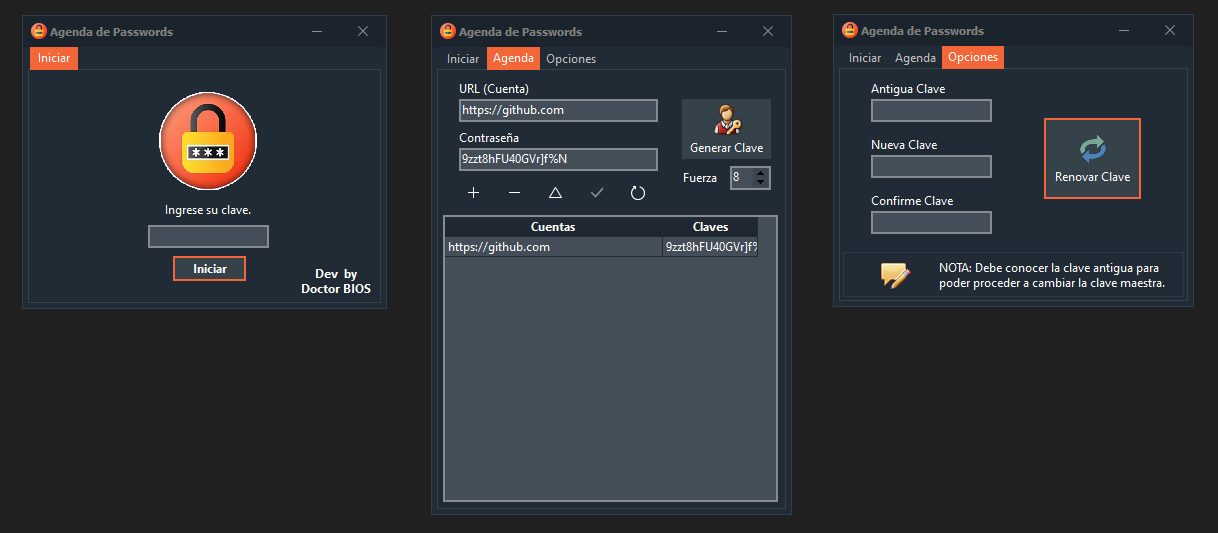 Agenda de Passwords
Iniciar
***
Ingrese su clave.
Iniciar
Dev by
Doctor BIOS
Agenda de Passwords
Iniciar Agenda Opciones
URL (Cuenta)
https://github.com
Contraseña
9zzt8hFU40GVr]f%N
Generar Clave
Fuerza 8
Cuentas Claves
https://github.com 9zzt8hFU40GVr]f%
Agenda de Passwords
Iniciar Agenda Opciones
Antigua Clave
Nueva Clave
Confirme Clave
Renovar Clave
NOTA: Debe conocer la clave antigua para
poder proceder a cambiar la clave maestra.